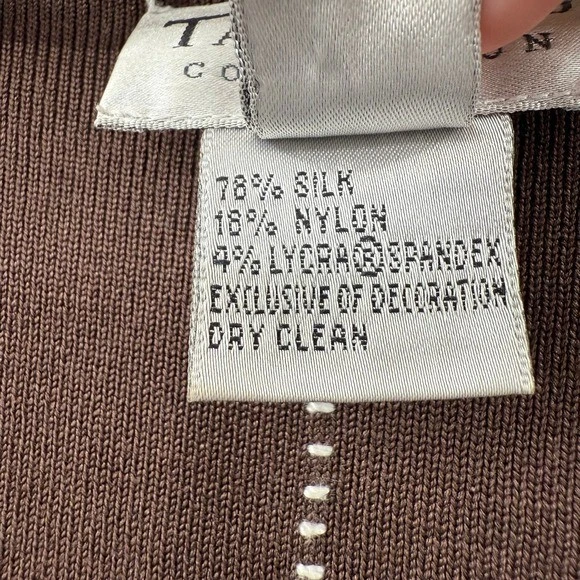 78% SILK
18% NYLON
4% LYCRA®SPANDEX
EXCLUSIVE OF DECORATION
DRY CLEAN